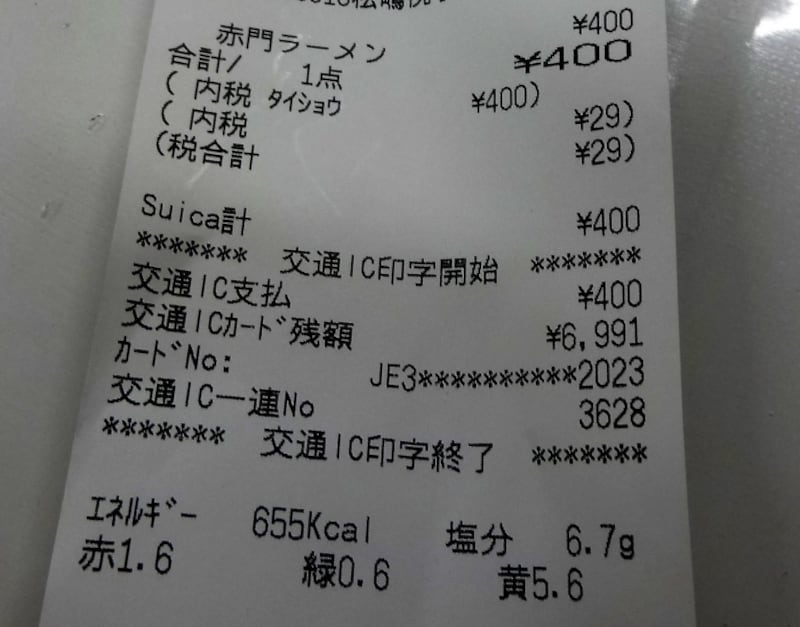 赤門ラーメン ¥400
合計/ 1点 ¥400
( 内税 タイショウ ¥400)
( 内税 ¥29)
(税合計 ¥29)
Suica計 ¥400
******* 交通IC印字開始 *******
交通IC支払 ¥400
交通ICカード残額 ¥6,991
カードNo: JE3**********2023
交通IC一連No 3628
******* 交通IC印字終了 *******
エネルギー 655Kcal 塩分 6.7g
赤1.6 緑0.6 黄5.6